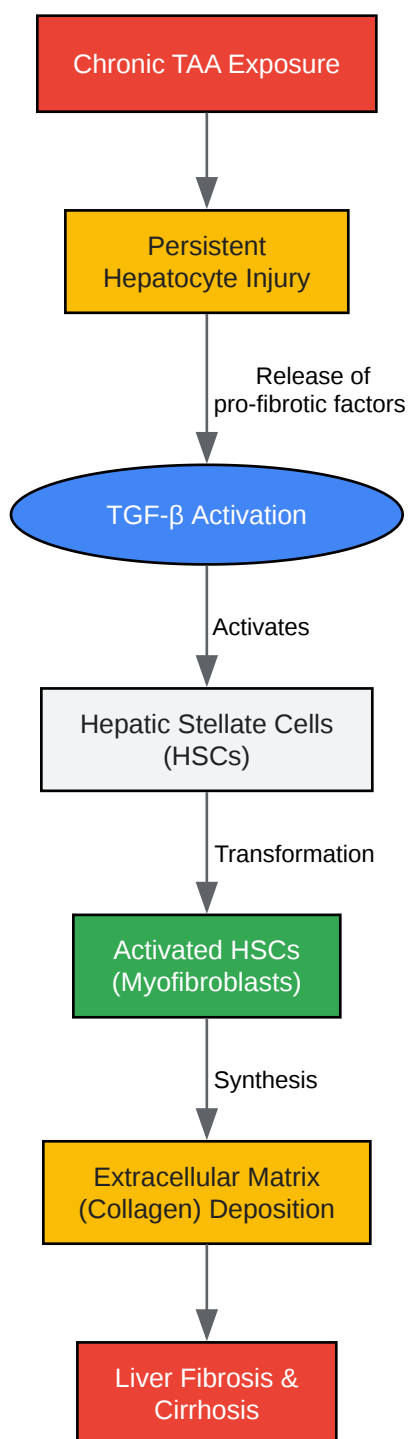 Chronic TAA Exposure
Persistent
Hepatocyte Injury
Release of
pro-fibrotic factors
TGF-β Activation
Activates
Hepatic Stellate Cells
(HSCs)
Transformation
Activated HSCs
(Myofibroblasts)
Synthesis
Extracellular Matrix
(Collagen) Deposition
Liver Fibrosis &
Cirrhosis